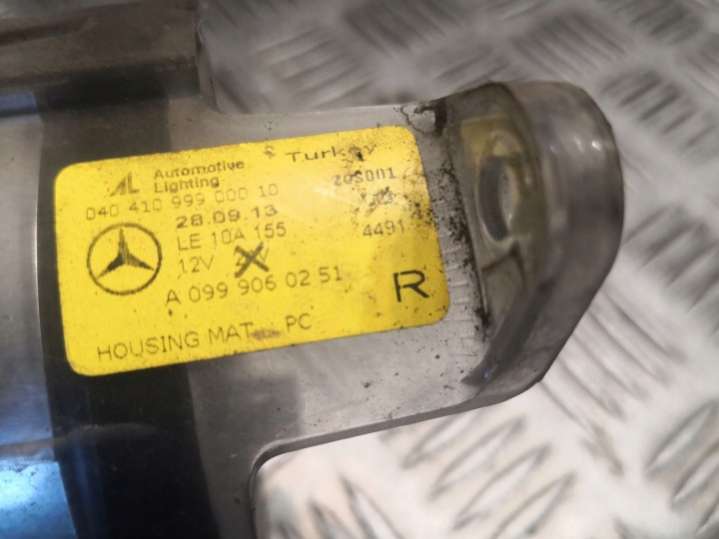 AL Automotive Lighting Turkey
040 410 999 000 10
28.09.13
LE 10A 155 4491
12V
A 099 906 02 51 R
HOUSING MAT. PC